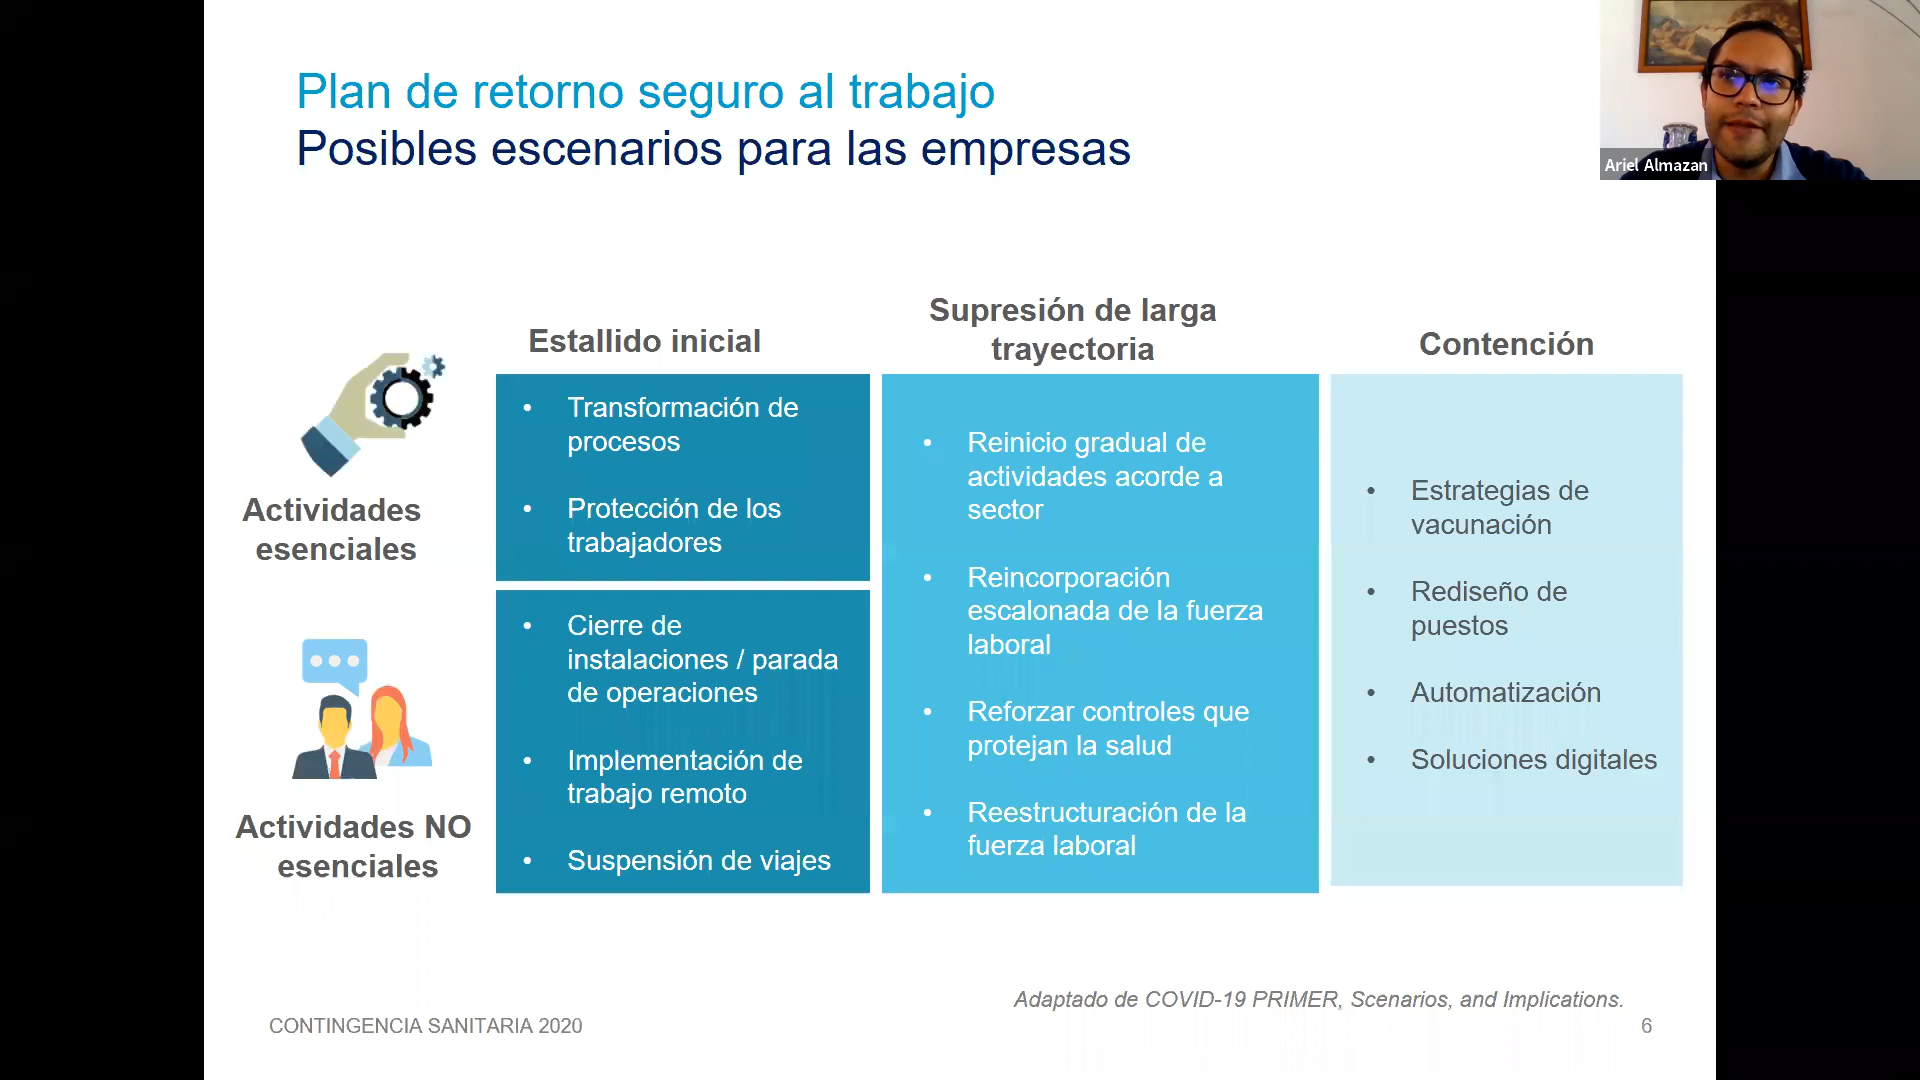 Plan de retorno seguro al trabajo
Posibles escenarios para las empresas
Ariel Almazan
Estallido inicial
Supresión de larga
trayectoria
Contención
Actividades
esenciales
• Transformación de
procesos
• Protección de los
trabajadores
Actividades NO
esenciales
• Cierre de
instalaciones / parada
de operaciones
• Implementación de
trabajo remoto
• Suspensión de viajes
• Reinicio gradual de
actividades acorde a
sector
• Reincorporación
escalonada de la fuerza
laboral
• Reforzar controles que
protejan la salud
• Reestructuración de la
fuerza laboral
• Estrategias de
vacunación
• Rediseño de
puestos
• Automatización
• Soluciones digitales
Adaptado de COVID-19 PRIMER, Scenarios, and Implications.
CONTINGENCIA SANITARIA 2020
6